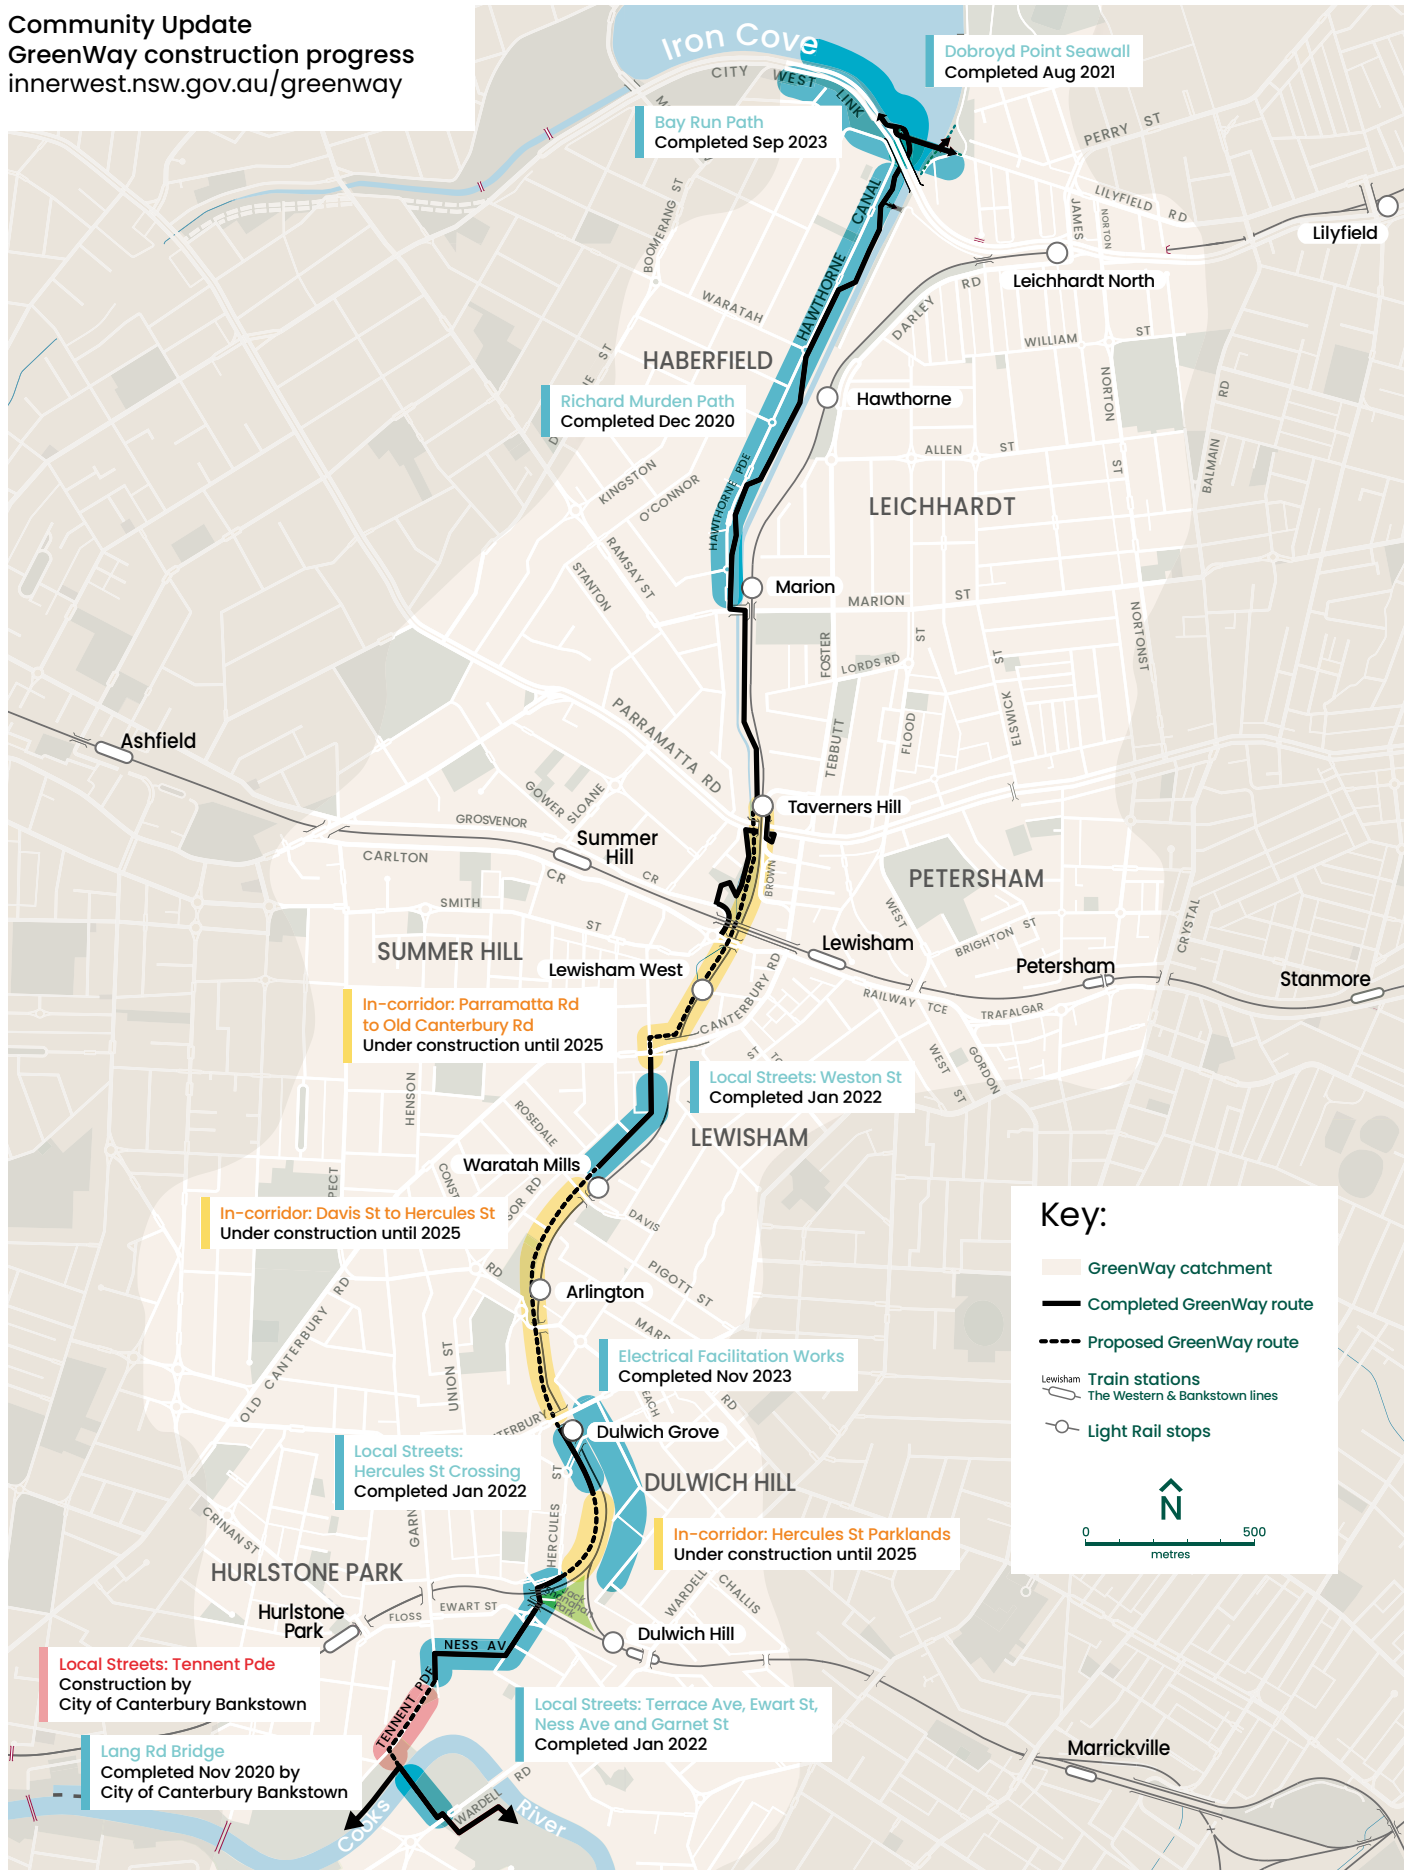 Community Update
GreenWay construction progress
innerwest.nsw.gov.au/greenway
Iron Cove
CITY WEST LINK
Dobroyd Point Seawall
Completed Aug 2021
Bay Run Path
Completed Sep 2023
PERRY ST
LILYFIELD RD
JAMES
NORTON
Lilyfield
Leichhardt North
BOOMERANG ST
HAWTHORNE CANAL
WARATAH
DARLEY RD
WILLIAM ST
HABERFIELD
ST
Richard Murden Path
Completed Dec 2020
Hawthorne
NORTON ST
BALMAIN RD
ALLEN ST
HAWTHORNE PDE
KINGSTON
O'CONNOR
LEICHHARDT
RAMSAY ST
STANTON
Marion
MARION ST
FOSTER
ST
LORDS RD
ST
NORTONST
PARRAMATTA RD
TEBBUTT
FLOOD
ELSWICK
Ashfield
GOWER
SLOANE
Taverners Hill
GROSVENOR
CARLTON
CR
Summer
Hill
CR
BROWN
PETERSHAM
SMITH
ST
WEST
BRIGHTON ST
CRYSTAL
SUMMER HILL
Lewisham
Lewisham West
Petersham
Stanmore
CANTERBURY RD
RAILWAY TCE
TRAFALGAR
In-corridor: Parramatta Rd
to Old Canterbury Rd
Under construction until 2025
WEST ST
GORDON
ST
HENSON
Local Streets: Weston St
Completed Jan 2022
ROSEDALE
LEWISHAM
Waratah Mills
In-corridor: Davis St to Hercules St
Under construction until 2025
DAVIS
RD
PIGOTT ST
Arlington
OLD CANTERBURY RD
UNION ST
Electrical Facilitation Works
Completed Nov 2023
RD
Dulwich Grove
Local Streets:
Hercules St Crossing
Completed Jan 2022
DULWICH HILL
CRINAN ST
HERCULES ST
In-corridor: Hercules St Parklands
Under construction until 2025
HURLSTONE PARK
WARDELL
CHALLIS
Jack
Shanahan
Park
Hurlstone
Park
FLOSS
EWART ST
Dulwich Hill
NESS AV
Local Streets: Tennent Pde
Construction by
City of Canterbury Bankstown
TENNENT PDE
Local Streets: Terrace Ave, Ewart St,
Ness Ave and Garnet St
Completed Jan 2022
Lang Rd Bridge
Completed Nov 2020 by
City of Canterbury Bankstown
WARDELL RD
Cooks River
Marrickville
Key:
GreenWay catchment
Completed GreenWay route
Proposed GreenWay route
Lewisham
Train stations
The Western & Bankstown lines
Light Rail stops
N
0 500
metres